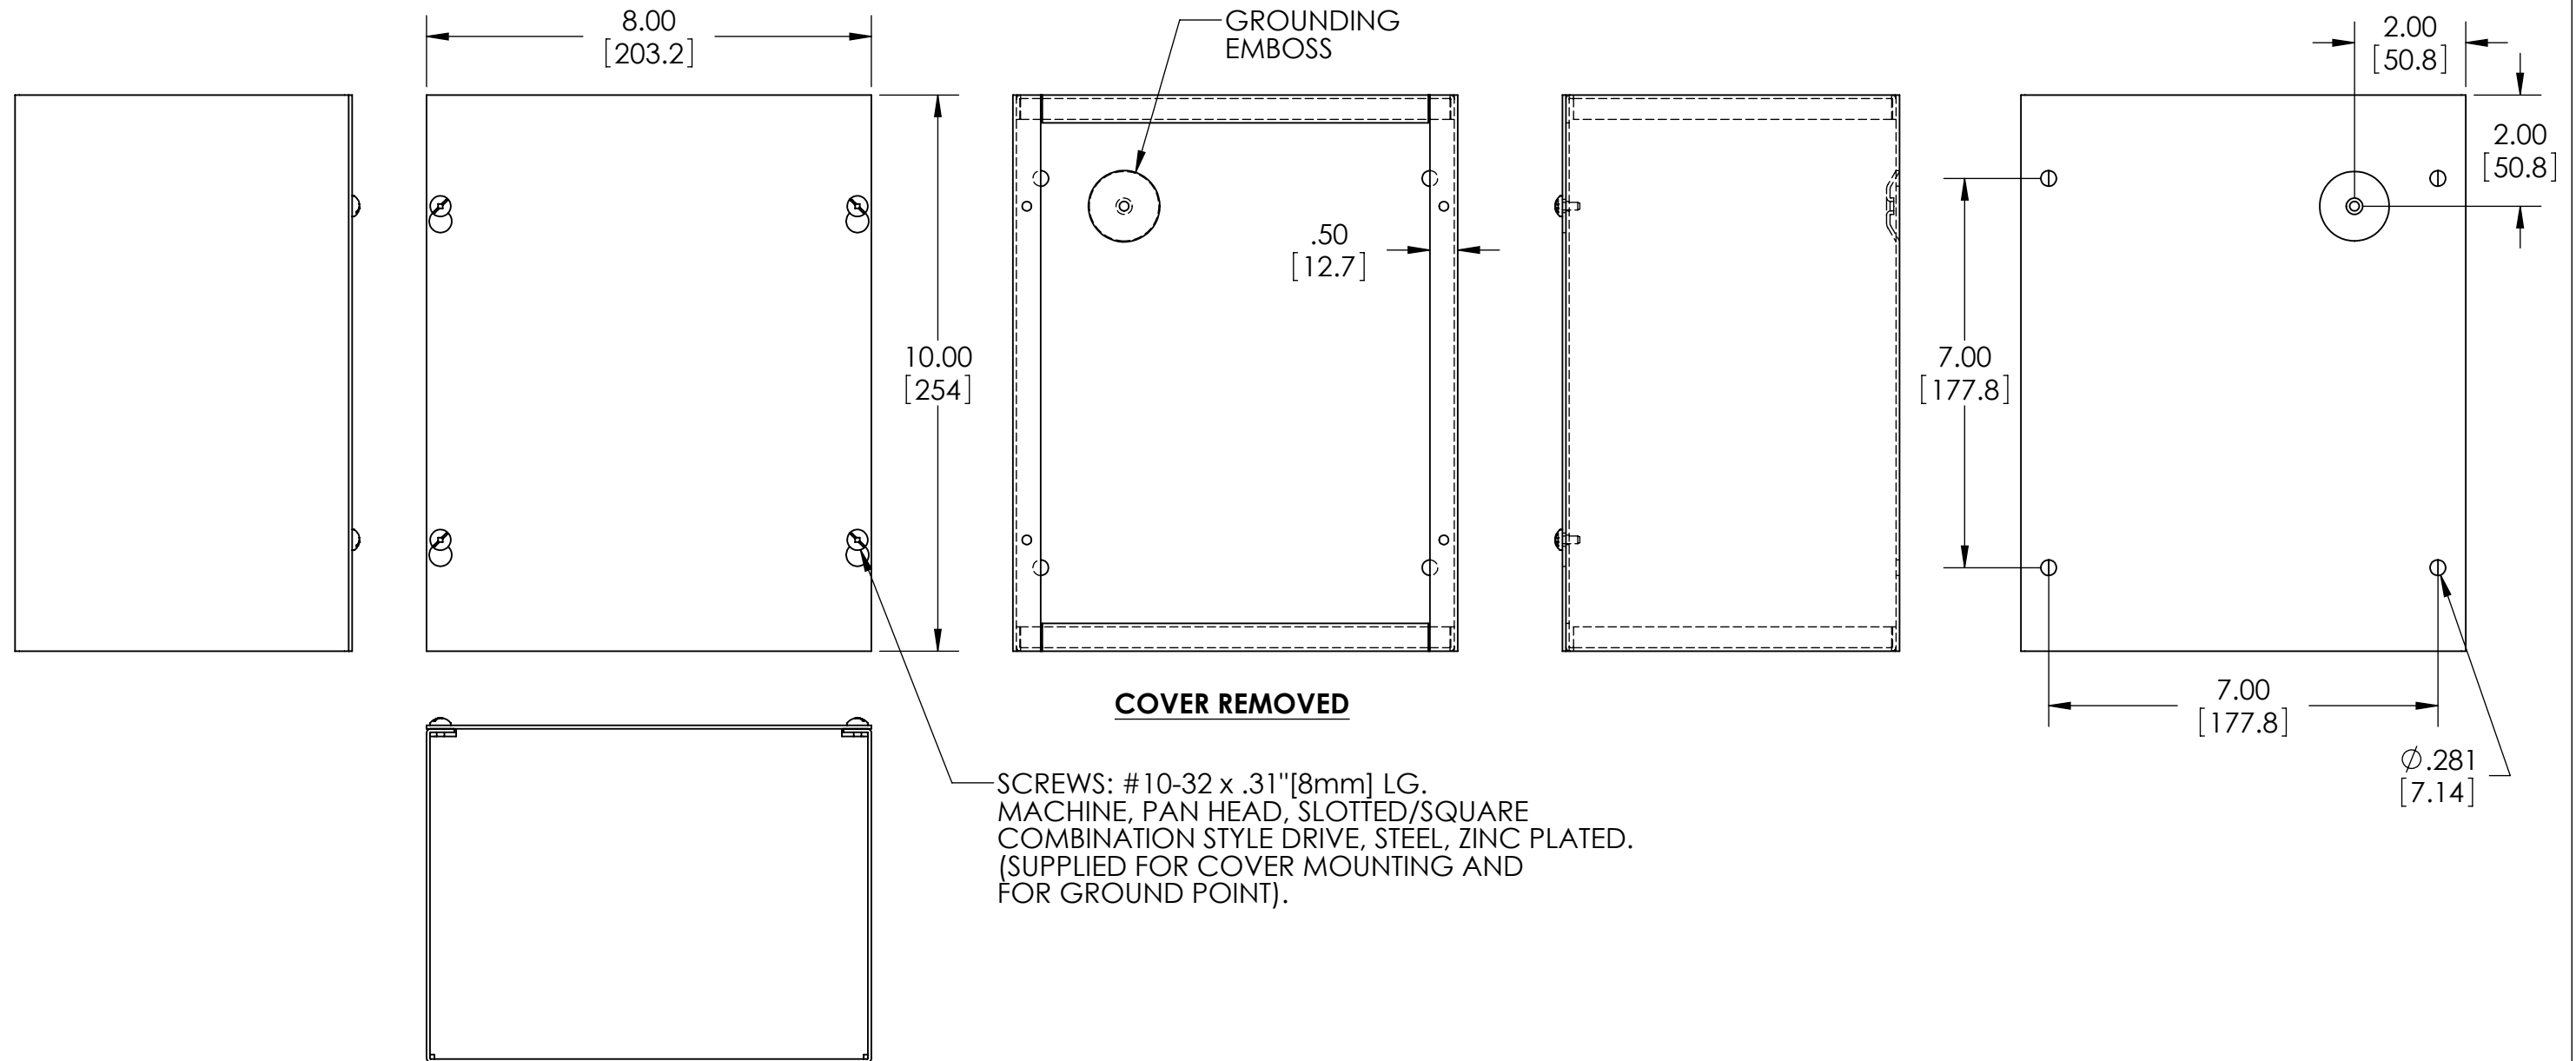 8.00
[203.2]
GROUNDING
EMBOSS
2.00
[50.8]
2.00
[50.8]
.50
[12.7]
10.00
[254]
7.00
[177.8]
COVER REMOVED
7.00
[177.8]
Ø.281
[7.14]
SCREWS: #10-32 x .31"[8mm] LG.
MACHINE, PAN HEAD, SLOTTED/SQUARE
COMBINATION STYLE DRIVE, STEEL, ZINC PLATED.
(SUPPLIED FOR COVER MOUNTING AND
FOR GROUND POINT).